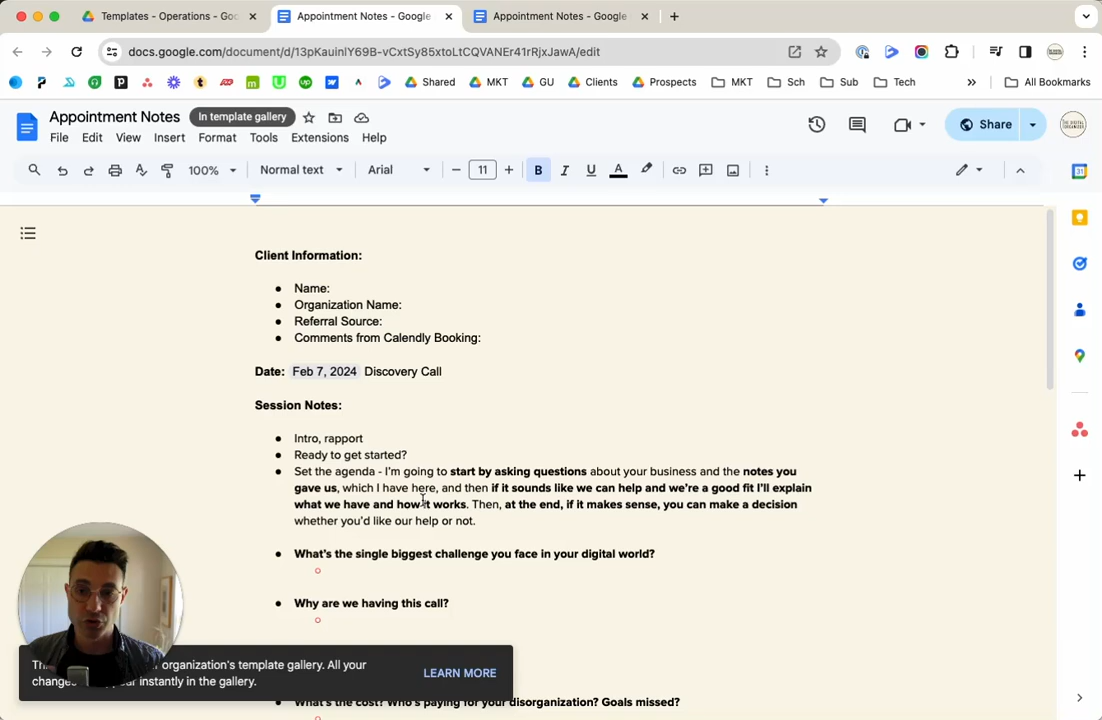 Templates - Operations - Goo
Appointment Notes - Google
Appointment Notes - Google
docs.google.com/document/d/13pKauinlY69B-vCxtSy85xtoLtCQVANEr41rRjxJawA/edit
Shared
MKT
GU
Clients
Prospects
MKT
Sch
Sub
Tech
All Bookmarks
Appointment Notes
In template gallery
File Edit View Insert Format Tools Extensions Help
Share
100%
Normal text
Arial
11
Client Information:
● Name:
● Organization Name:
● Referral Source:
● Comments from Calendly Booking:
Date: Feb 7, 2024 Discovery Call
Session Notes:
● Intro, rapport
● Ready to get started?
● Set the agenda - I'm going to start by asking questions about your business and the notes you
gave us, which I have here, and then if it sounds like we can help and we're a good fit I'll explain
what we have and how it works. Then, at the end, if it makes sense, you can make a decision
whether you'd like our help or not.
● What's the single biggest challenge you face in your digital world?
● Why are we having this call?
organization's template gallery. All your
instantly in the gallery.
LEARN MORE
What's the cost? Who's paying for your disorganization? Goals missed?